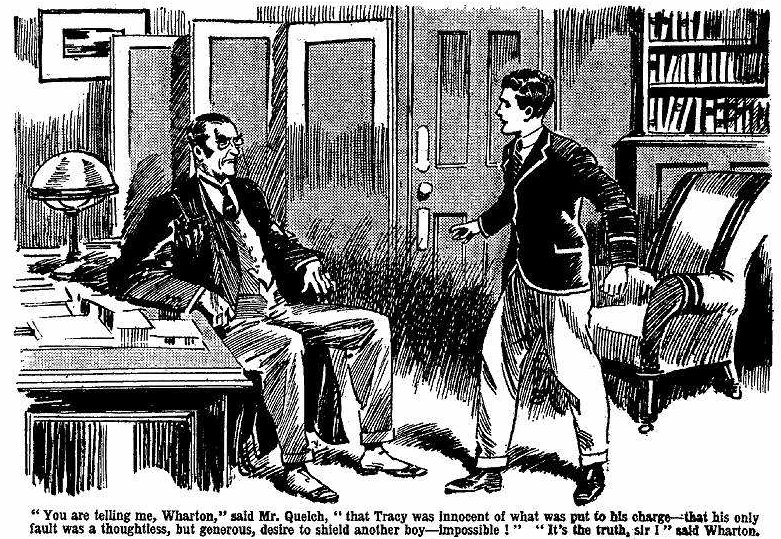 “ You are telling me, Wharton,” said Mr. Quelch, “ that Tracy was innocent of what was put to his charge—that his only
fault was a thoughtless, but generous, desire to shield another boy—impossible ! ” “ It's the truth, sir I ” said Wharton.